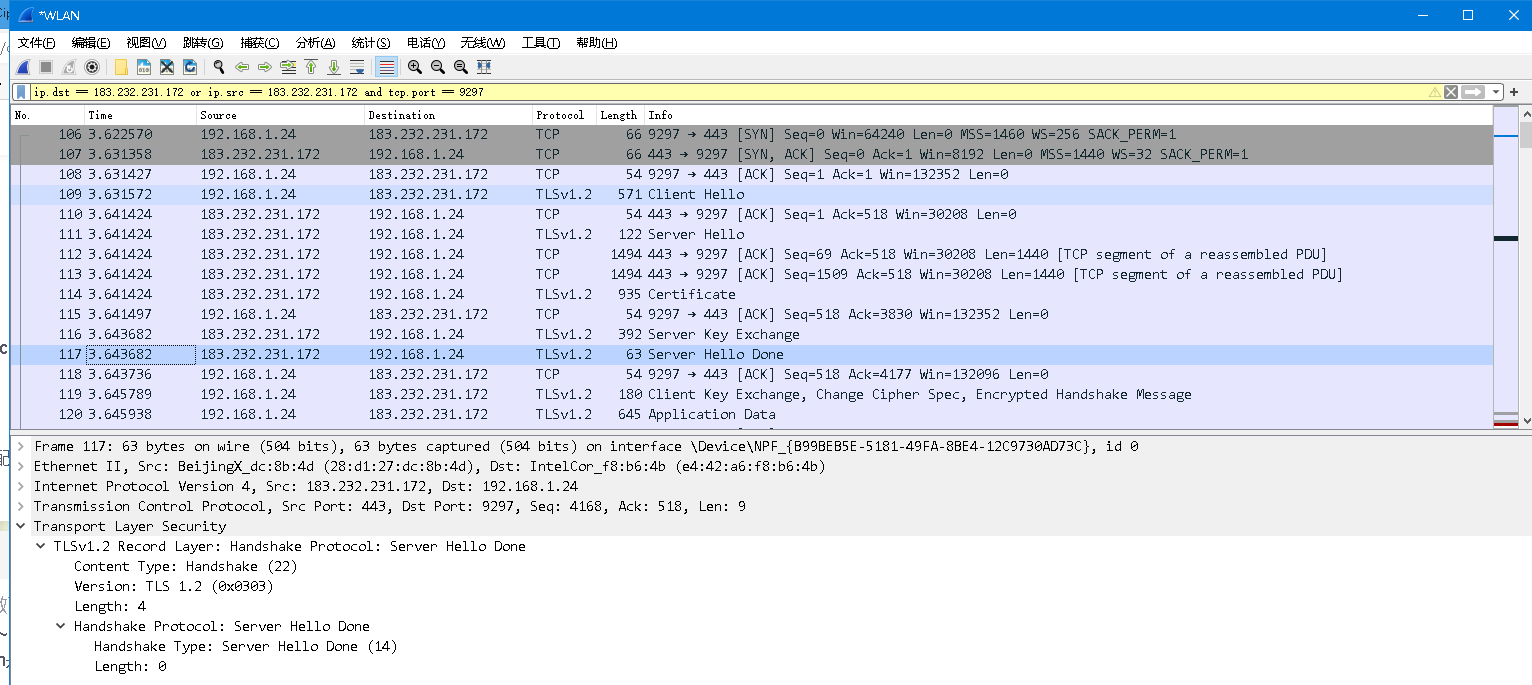 *WLAN
文件(F) 编辑(E) 视图(V) 跳转(G) 捕获(C) 分析(A) 统计(S) 电话(Y) 无线(W) 工具(T) 帮助(H)
ip.dst == 183.232.231.172 or ip.src == 183.232.231.172 and tcp.port == 9297
No. Time Source Destination Protocol Length Info
106 3.622570 192.168.1.24 183.232.231.172 TCP 66 9297 → 443 [SYN] Seq=0 Win=64240 Len=0 MSS=1460 WS=256 SACK_PERM=1
107 3.631358 183.232.231.172 192.168.1.24 TCP 66 443 → 9297 [SYN, ACK] Seq=0 Ack=1 Win=8192 Len=0 MSS=1440 WS=32 SACK_PERM=1
108 3.631427 192.168.1.24 183.232.231.172 TCP 54 9297 → 443 [ACK] Seq=1 Ack=1 Win=132352 Len=0
109 3.631572 192.168.1.24 183.232.231.172 TLSv1.2 571 Client Hello
110 3.641424 183.232.231.172 192.168.1.24 TCP 54 443 → 9297 [ACK] Seq=1 Ack=518 Win=30208 Len=0
111 3.641424 183.232.231.172 192.168.1.24 TLSv1.2 122 Server Hello
112 3.641424 183.232.231.172 192.168.1.24 TCP 1494 443 → 9297 [ACK] Seq=69 Ack=518 Win=30208 Len=1440 [TCP segment of a reassembled PDU]
113 3.641424 183.232.231.172 192.168.1.24 TCP 1494 443 → 9297 [ACK] Seq=1509 Ack=518 Win=30208 Len=1440 [TCP segment of a reassembled PDU]
114 3.641424 183.232.231.172 192.168.1.24 TLSv1.2 935 Certificate
115 3.641497 192.168.1.24 183.232.231.172 TCP 54 9297 → 443 [ACK] Seq=518 Ack=3830 Win=132352 Len=0
116 3.643682 183.232.231.172 192.168.1.24 TLSv1.2 392 Server Key Exchange
117 3.643682 183.232.231.172 192.168.1.24 TLSv1.2 63 Server Hello Done
118 3.643736 192.168.1.24 183.232.231.172 TCP 54 9297 → 443 [ACK] Seq=518 Ack=4177 Win=132096 Len=0
119 3.645789 192.168.1.24 183.232.231.172 TLSv1.2 180 Client Key Exchange, Change Cipher Spec, Encrypted Handshake Message
120 3.645938 192.168.1.24 183.232.231.172 TLSv1.2 645 Application Data
Frame 117: 63 bytes on wire (504 bits), 63 bytes captured (504 bits) on interface \Device\NPF_{B99BEB5E-5181-49FA-8BE4-12C9730AD73C}, id 0
Ethernet II, Src: BeijingX_dc:8b:4d (28:d1:27:dc:8b:4d), Dst: IntelCor_f8:b6:4b (e4:42:a6:f8:b6:4b)
Internet Protocol Version 4, Src: 183.232.231.172, Dst: 192.168.1.24
Transmission Control Protocol, Src Port: 443, Dst Port: 9297, Seq: 4168, Ack: 518, Len: 9
Transport Layer Security
TLSv1.2 Record Layer: Handshake Protocol: Server Hello Done
Content Type: Handshake (22)
Version: TLS 1.2 (0x0303)
Length: 4
Handshake Protocol: Server Hello Done
Handshake Type: Server Hello Done (14)
Length: 0